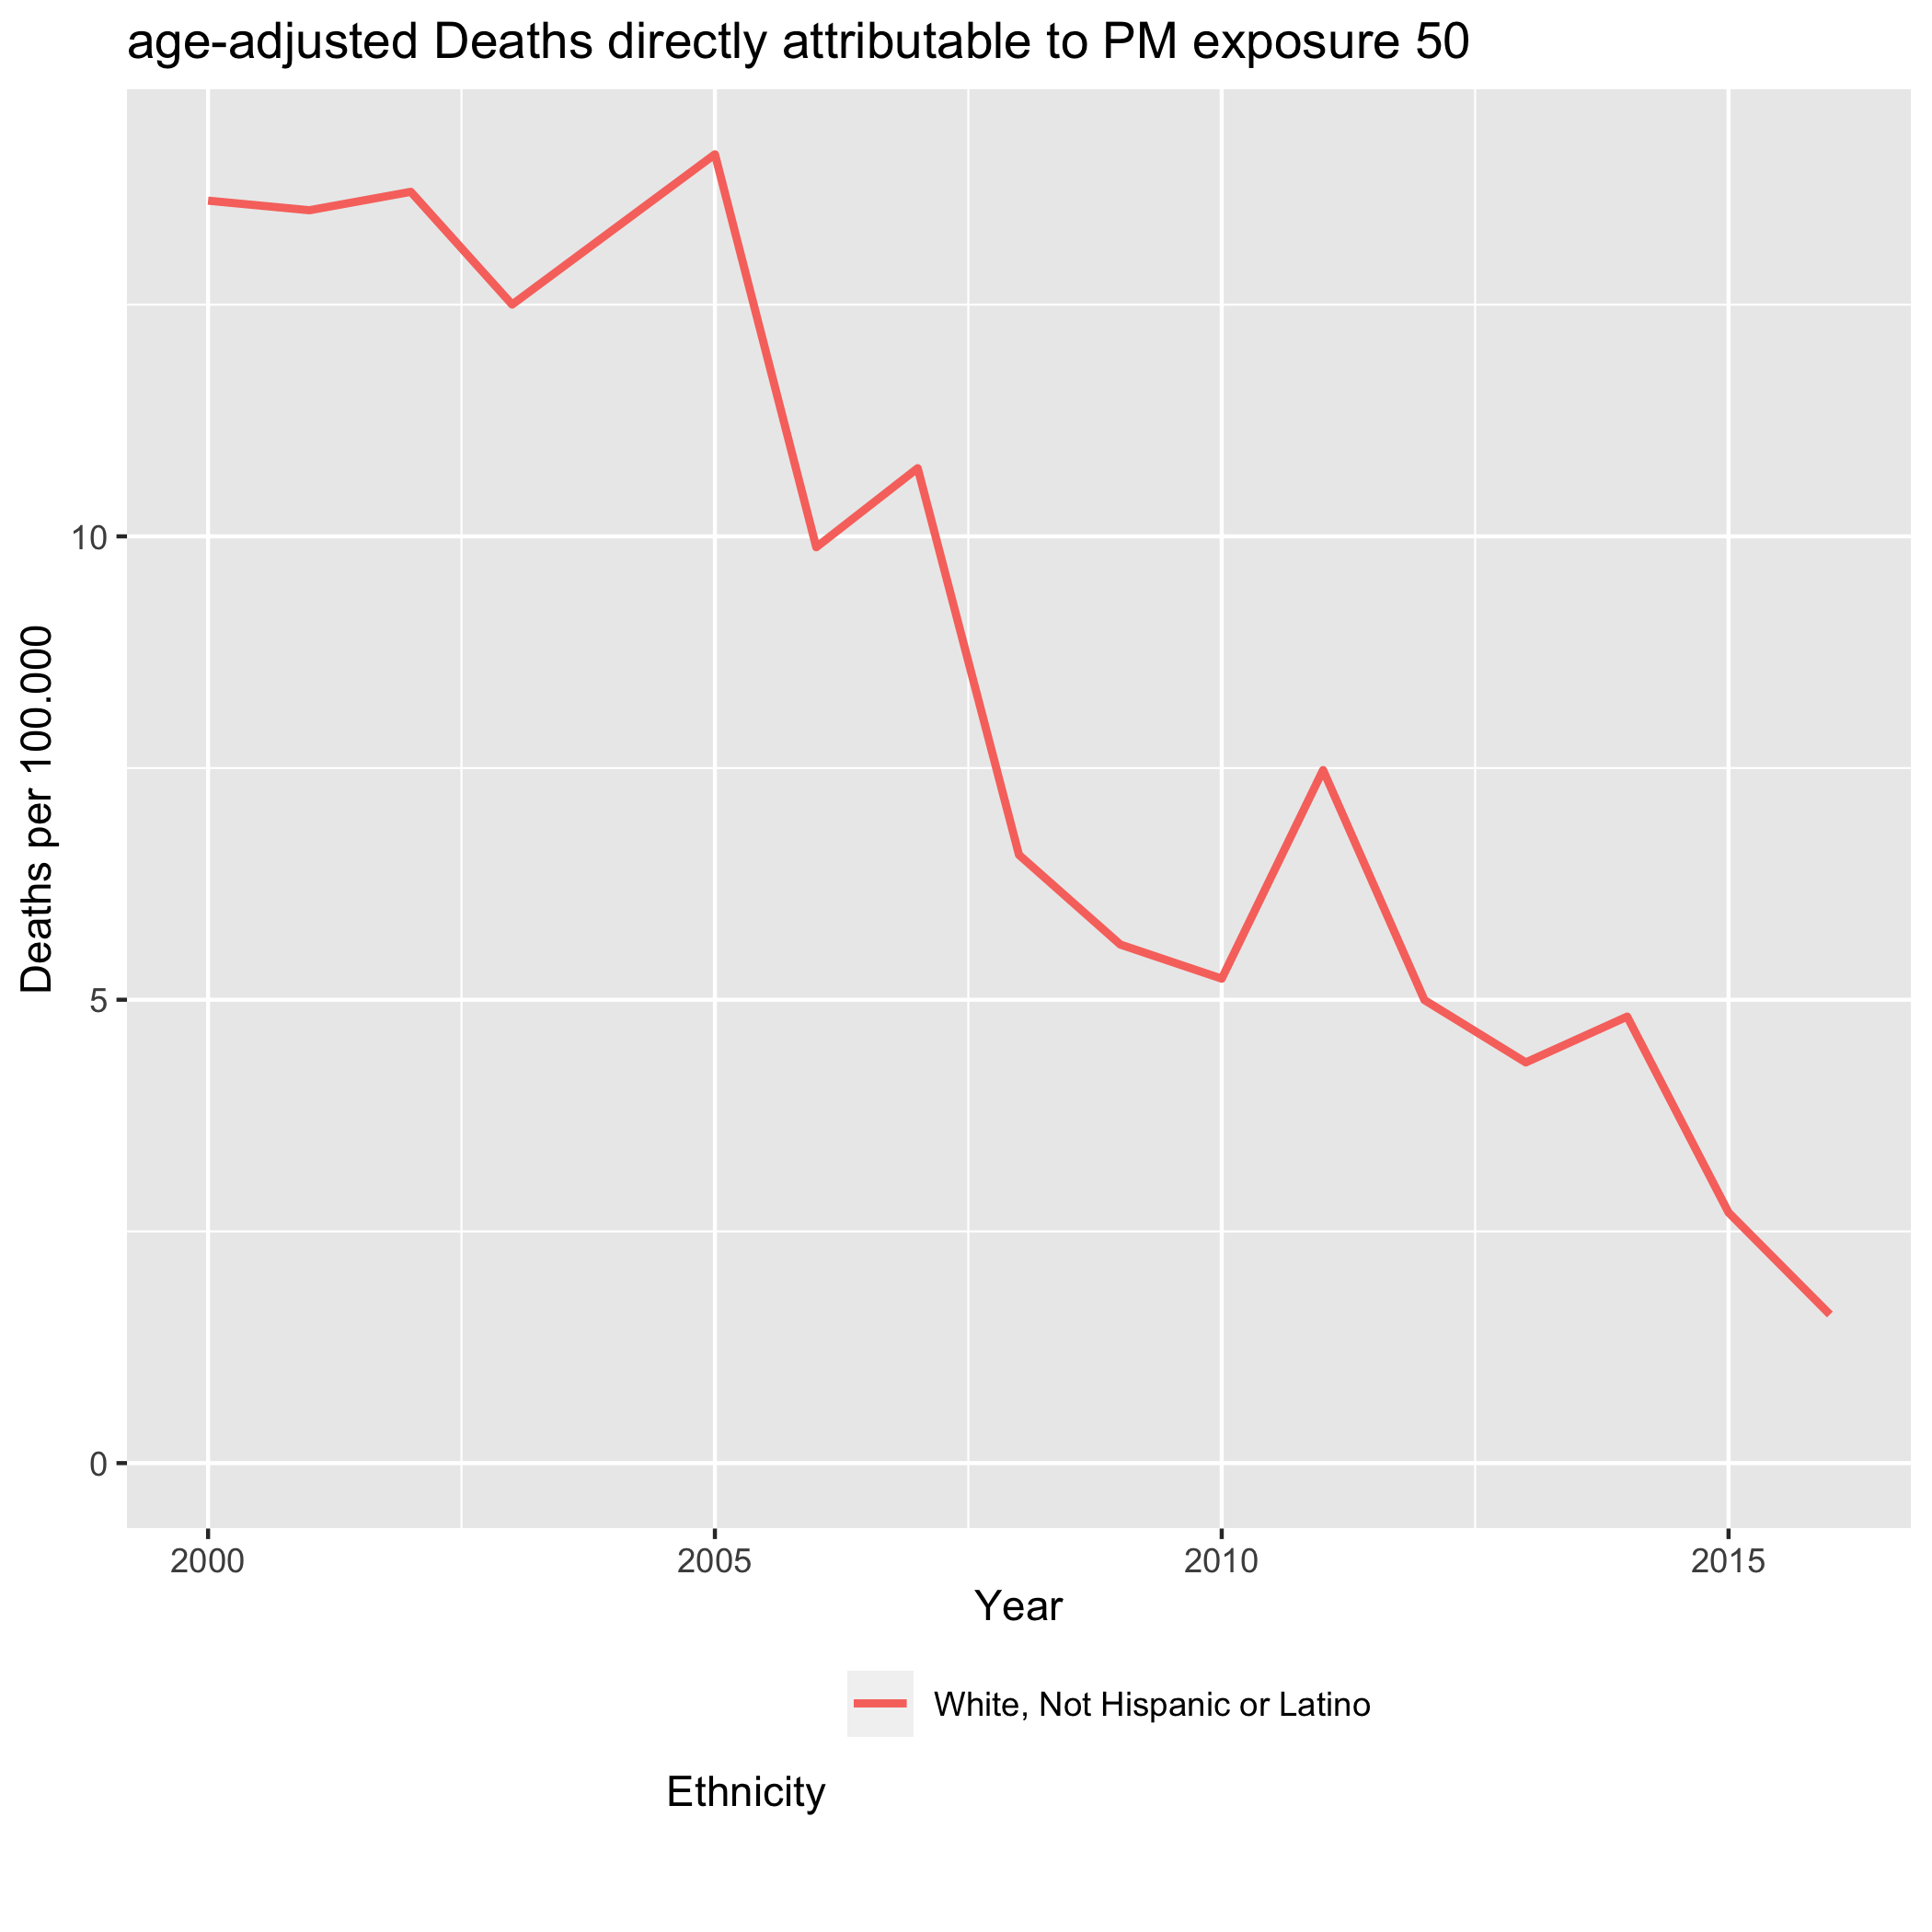 age-adjusted Deaths directly attributable to PM exposure 50
Deaths per 100.000
10
5
0
2000 2005 2010 2015
Year
White, Not Hispanic or Latino
Ethnicity